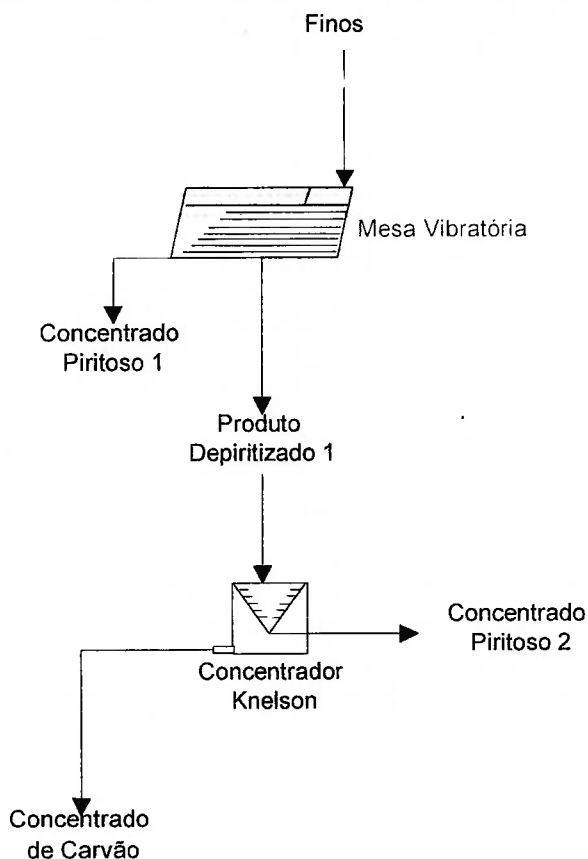 Finos
Mesa Vibratória
Concentrado
Piritoso 1
Produto
Depiritizado 1
Concentrado
Piritoso 2
Concentrador
Knelson
Concentrado
de Carvão